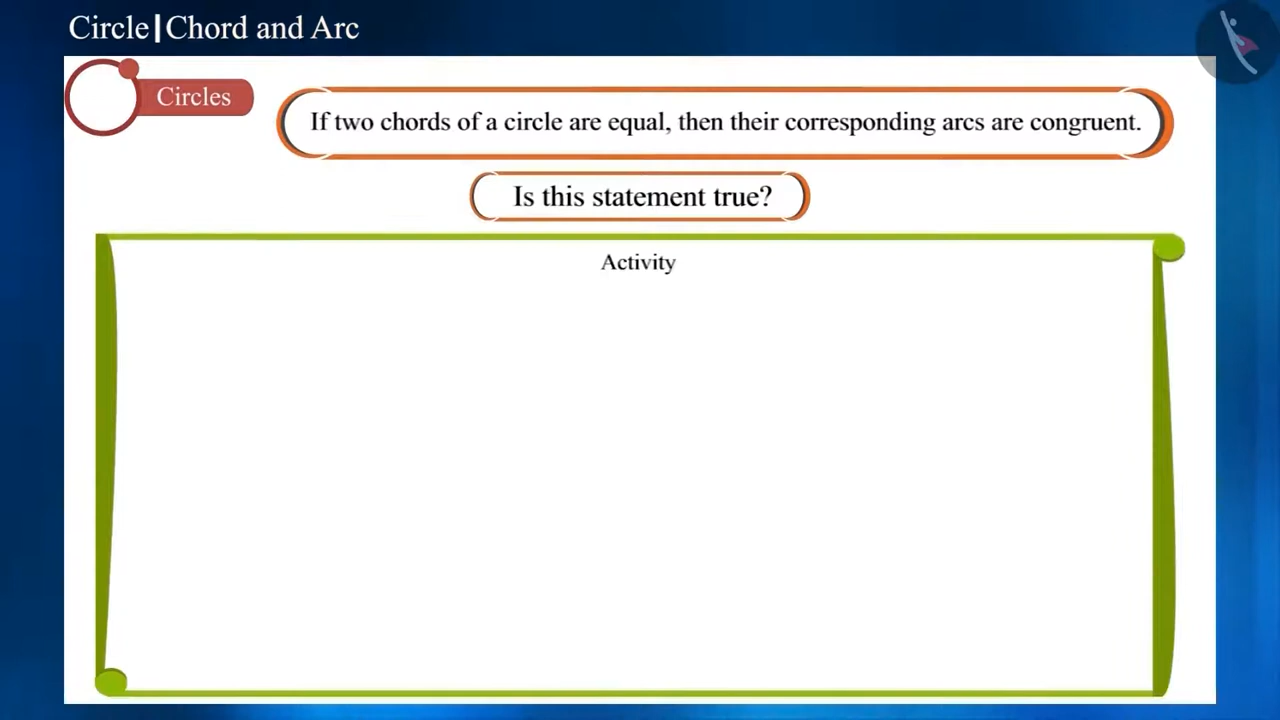 Circle|Chord and Arc
Circles
If two chords of a circle are equal, then their corresponding arcs are congruent.
Is this statement true?
Activity